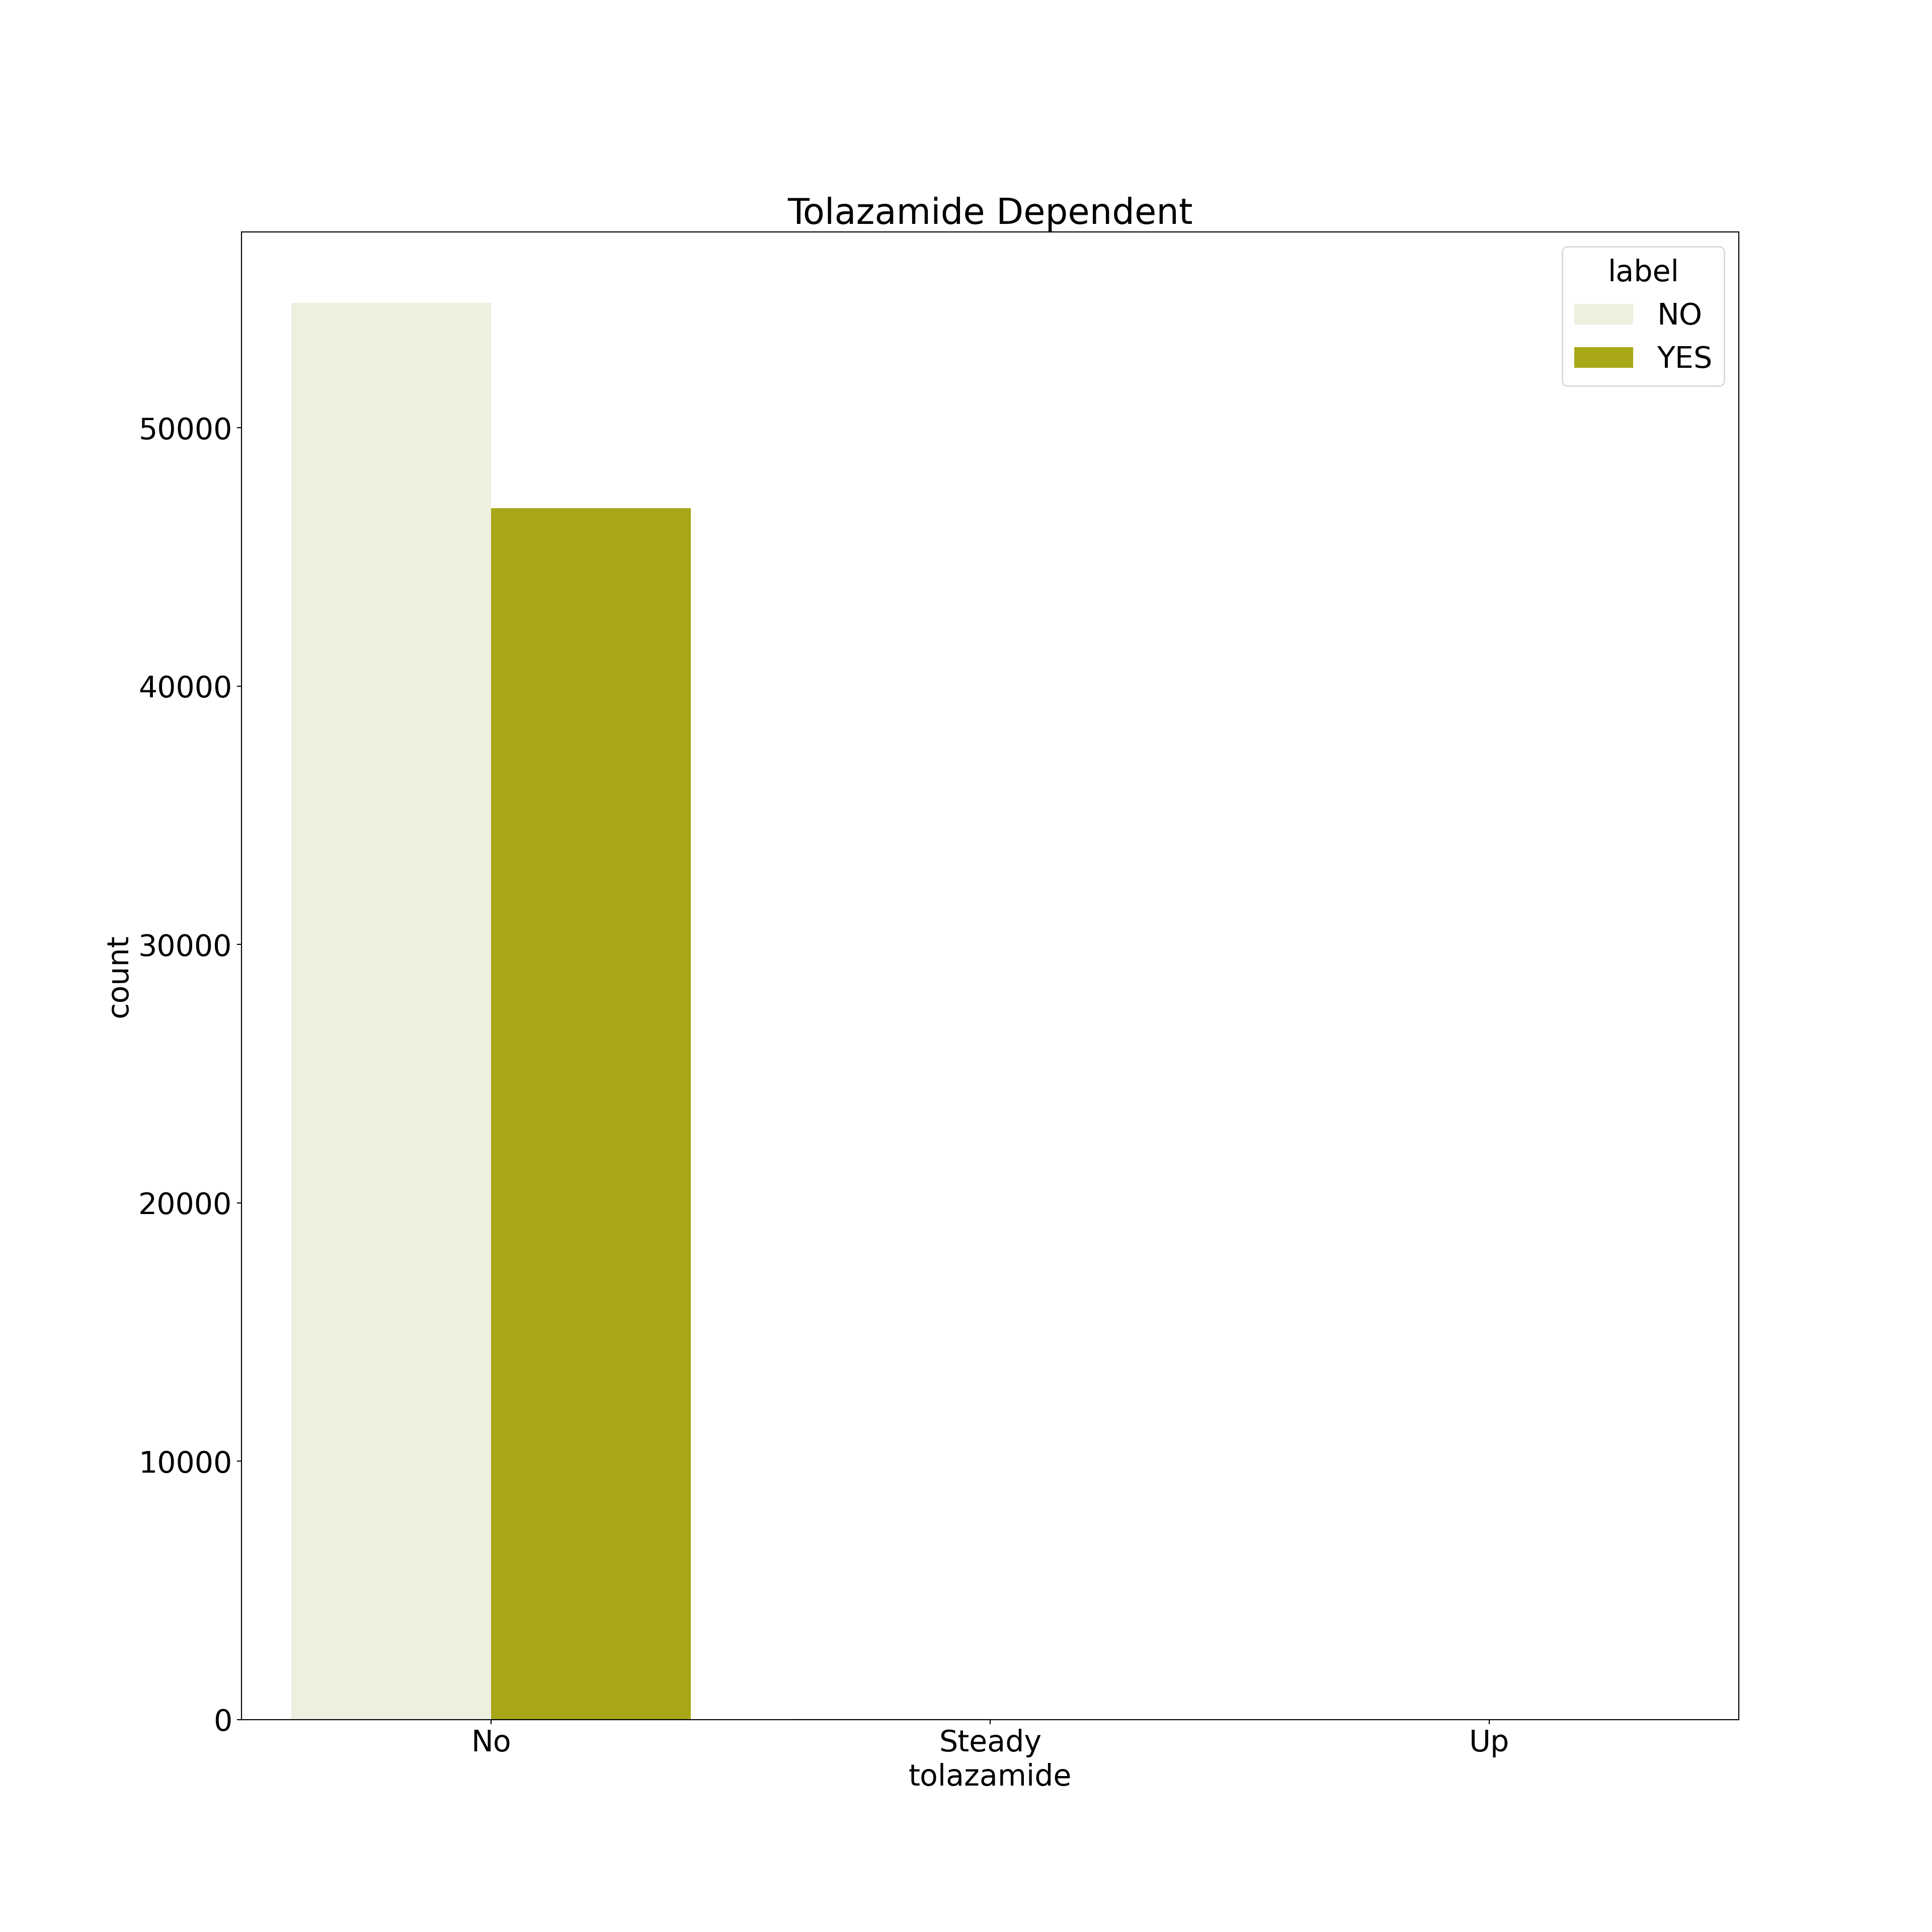 Tolazamide Dependent
label
NO
YES
50000
40000
30000
20000
10000
0
count
No
Steady
Up
tolazamide